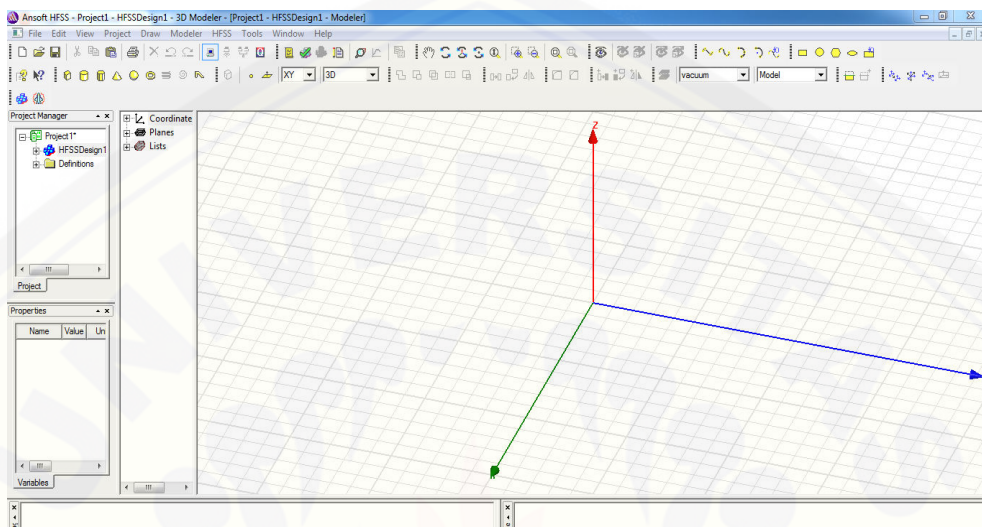 Ansoft HFSS - Project1 - HFSSDesign1 - 3D Modeler - [Project1 - HFSSDesign1 - Modeler]
File Edit View Project Draw Modeler HFSS Tools Window Help
XY 3D vacuum Model
Project Manager
Project1*
HFSSDesign1
Definitions
Project
Properties
Name Value Un
Variables
Coordinate
Planes
Lists
Z
UNIVERSITAS